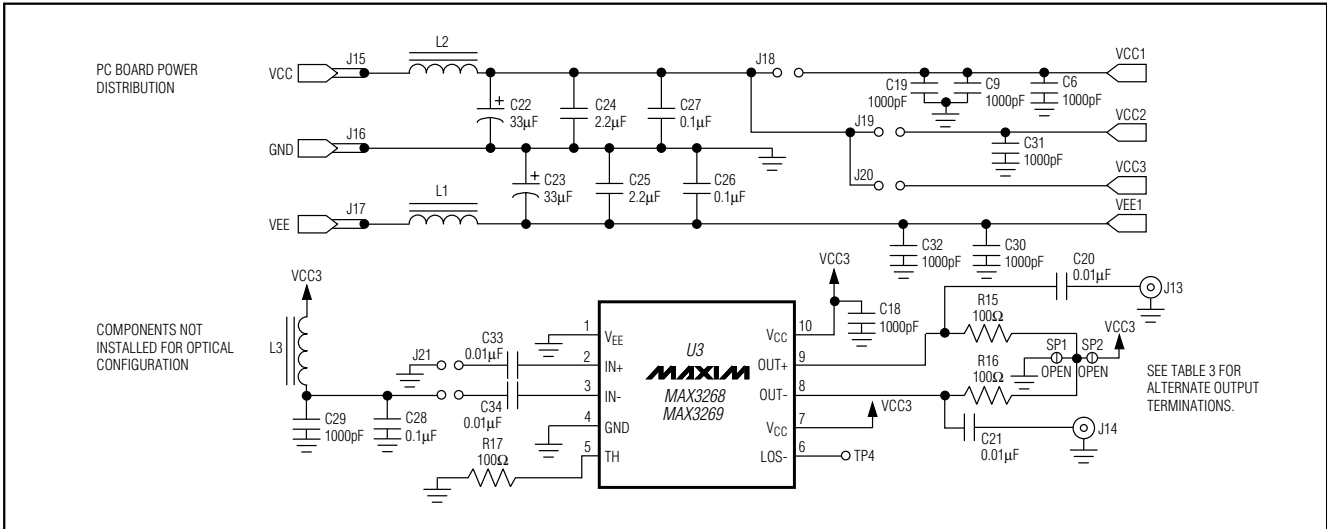 PC BOARD POWER
DISTRIBUTION
VCC
J15
L2
C22
33µF
C24
2.2µF
C27
0.1µF
J18
C19
1000pF
C9
1000pF
C6
1000pF
VCC1
J19
C31
1000pF
VCC2
J20
VCC3
GND
J16
C23
33µF
C25
2.2µF
C26
0.1µF
VEE
J17
L1
C32
1000pF
C30
1000pF
VEE1
COMPONENTS NOT
INSTALLED FOR OPTICAL
CONFIGURATION
VCC3
L3
C29
1000pF
C28
0.1µF
J21
C33
0.01µF
C34
0.01µF
R17
100Ω
1
VEE
2
IN+
3
IN-
4
GND
5
TH
U3
MAXIM
MAX3268
MAX3269
10
VCC
9
OUT+
8
OUT-
7
VCC
6
LOS-
TP4
VCC3
C18
1000pF
VCC3
C20
0.01µF
J13
R15
100Ω
R16
100Ω
SP1
OPEN
SP2
OPEN
VCC3
C21
0.01µF
J14
SEE TABLE 3 FOR
ALTERNATE OUTPUT
TERMINATIONS.